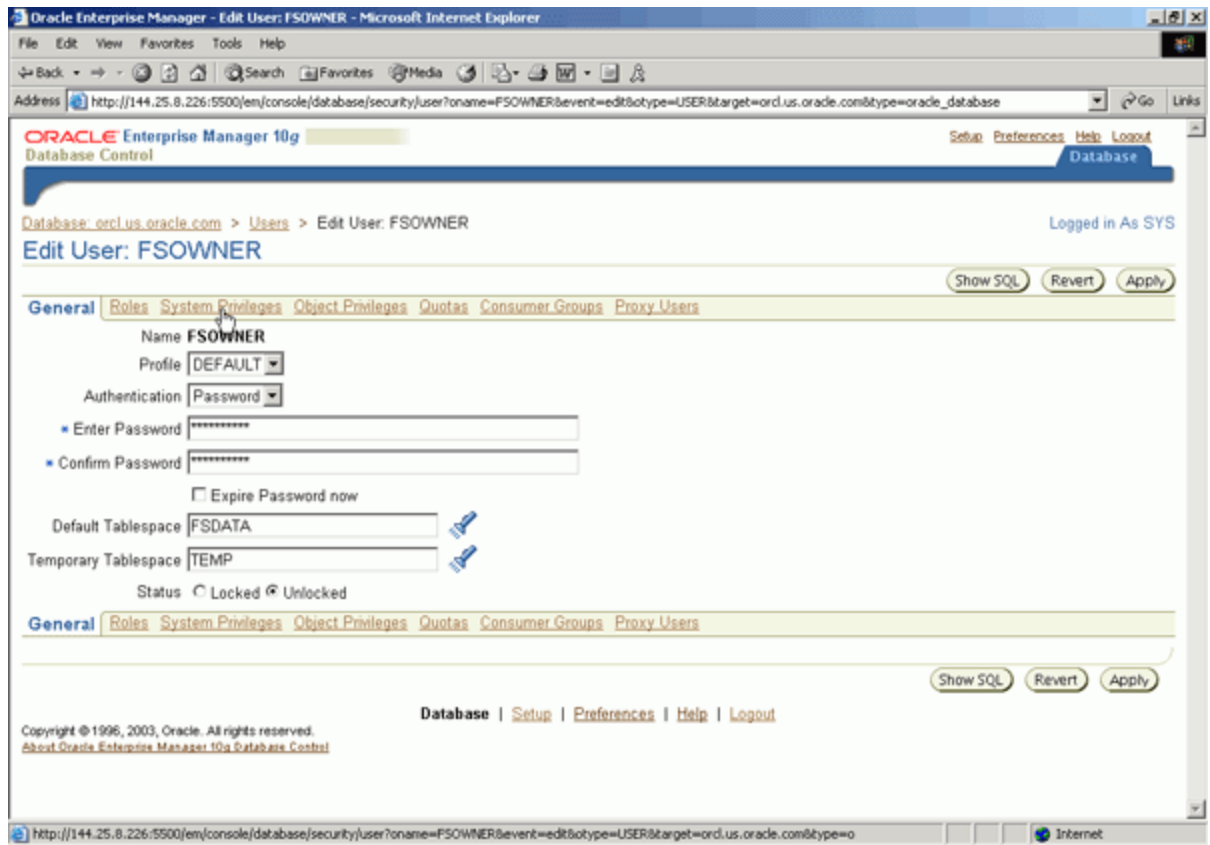 Oracle Enterprise Manager - Edit User: FSOWNER - Microsoft Internet Explorer
File Edit View Favorites Tools Help
Back Search Favorites Media
Address http://144.25.8.226:5500/em/console/database/security/user?oname=FSOWNER&event=edit&otype=USER&target=orcl.us.oracle.com&type=oracle_database Go Links
ORACLE Enterprise Manager 10g
Database Control
Setup Preferences Help Logout
Database
Database: orcl.us.oracle.com > Users > Edit User: FSOWNER
Logged in As SYS
Edit User: FSOWNER
Show SQL Revert Apply
General Roles System Privileges Object Privileges Quotas Consumer Groups Proxy Users
Name FSOWNER
Profile DEFAULT
Authentication Password
* Enter Password **********
* Confirm Password **********
Expire Password now
Default Tablespace FSDATA
Temporary Tablespace TEMP
Status Locked Unlocked
General Roles System Privileges Object Privileges Quotas Consumer Groups Proxy Users
Show SQL Revert Apply
Database | Setup | Preferences | Help | Logout
Copyright © 1996, 2003, Oracle. All rights reserved.
About Oracle Enterprise Manager 10g Database Control
http://144.25.8.226:5500/em/console/database/security/user?oname=FSOWNER&event=edit&otype=USER&target=orcl.us.oracle.com&type=o Internet